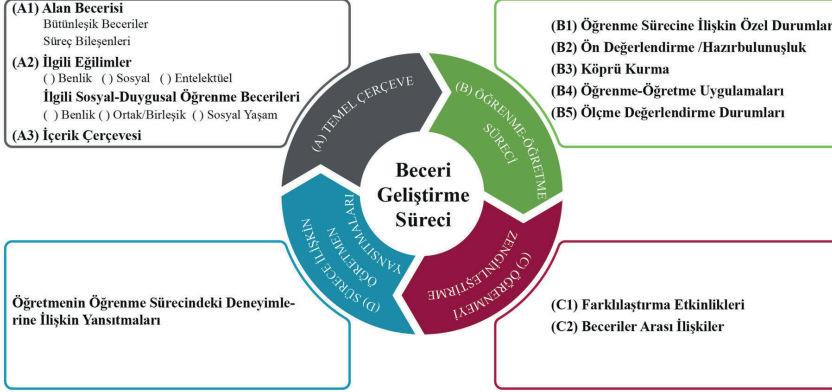 (A1) Alan Becerisi
Bütünleşik Beceriler
Süreç Bileşenleri
(A2) İlgili Eğilimler
( ) Benlik ( ) Sosyal ( ) Entelektüel
İlgili Sosyal-Duygusal Öğrenme Becerileri
( ) Benlik ( ) Ortak/Birleşik ( ) Sosyal Yaşam
(A3) İçerik Çerçevesi
(B1) Öğrenme Sürecine İlişkin Özel Durumlar
(B2) Ön Değerlendirme /Hazırbulunuşluk
(B3) Köprü Kurma
(B4) Öğrenme-Öğretme Uygulamaları
(B5) Ölçme Değerlendirme Durumları
(A) TEMEL ÇERÇEVE
(B) ÖĞRENME-ÖĞRETME
SÜRECİ
Beceri
Geliştirme
Süreci
(D) SÜRECE İLİŞKİN
ÖĞRETMEN
YANSITMALARI
(C) ÖĞRENMEYİ
ZENGİNLEŞTİRME
Öğretmenin Öğrenme Sürecindeki Deneyimle-
rine İlişkin Yansıtmaları
(C1) Farklılaştırma Etkinlikleri
(C2) Beceriler Arası İlişkiler